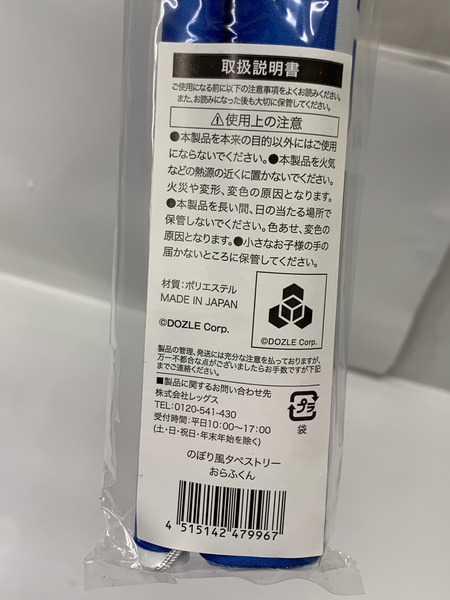 取扱説明書
ご使用になる前に以下の注意事項をよくお読みください。
また、お読みになった後も大切に保管してください。
⚠使用上の注意
●本製品を本来の目的以外にはご使用
にならないでください。●本製品を火気
などの熱源の近くに置かないでください。
火災や変形、変色の原因となります。
●本製品を長い間、日の当たる場所で
保管しないでください。色あせ、変色の
原因となります。●小さなお子様の手の
届かないところに保管してください。
材質:ポリエステル
MADE IN JAPAN
©DOZLE Corp.
©DOZLE Corp.
製品の管理、発送には充分な注意を払っておりますが、
万一不都合な点がございましたらお手数ですが下記
までご連絡ください。
■製品に関するお問い合わせ先
株式会社レッグス
TEL:0120-541-430
受付時間:平日10:00〜17:00
(土・日・祝日・年末年始を除く)
プラ
袋
のぼり風タペストリー
おらふくん
4 515142 479967